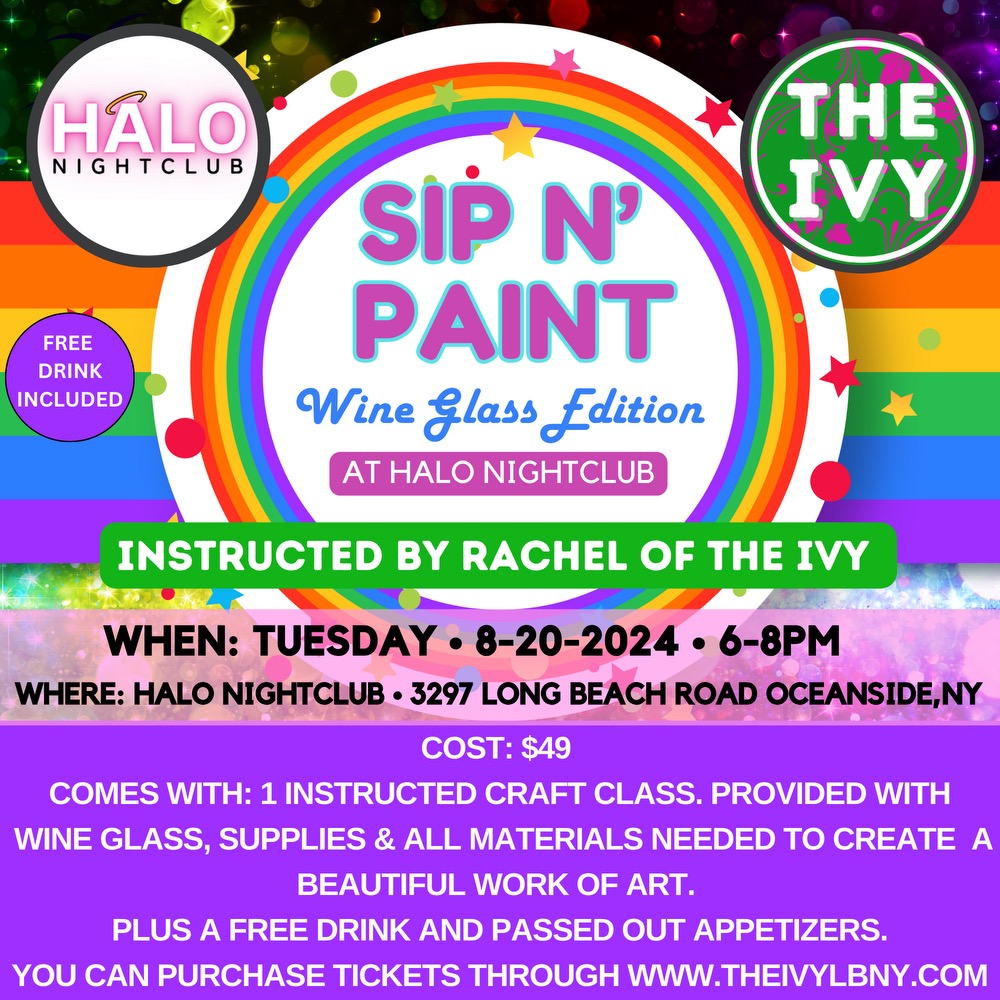 HALO
NIGHTCLUB
THE
IVY
SIP N'
PAINT
Wine Glass Edition
AT HALO NIGHTCLUB
FREE
DRINK
INCLUDED
INSTRUCTED BY RACHEL OF THE IVY
WHEN: TUESDAY • 8-20-2024 • 6-8PM
WHERE: HALO NIGHTCLUB • 3297 LONG BEACH ROAD OCEANSIDE,NY
COST: $49
COMES WITH: 1 INSTRUCTED CRAFT CLASS. PROVIDED WITH
WINE GLASS, SUPPLIES & ALL MATERIALS NEEDED TO CREATE A
BEAUTIFUL WORK OF ART.
PLUS A FREE DRINK AND PASSED OUT APPETIZERS.
YOU CAN PURCHASE TICKETS THROUGH WWW.THEIVYLBNY.COM